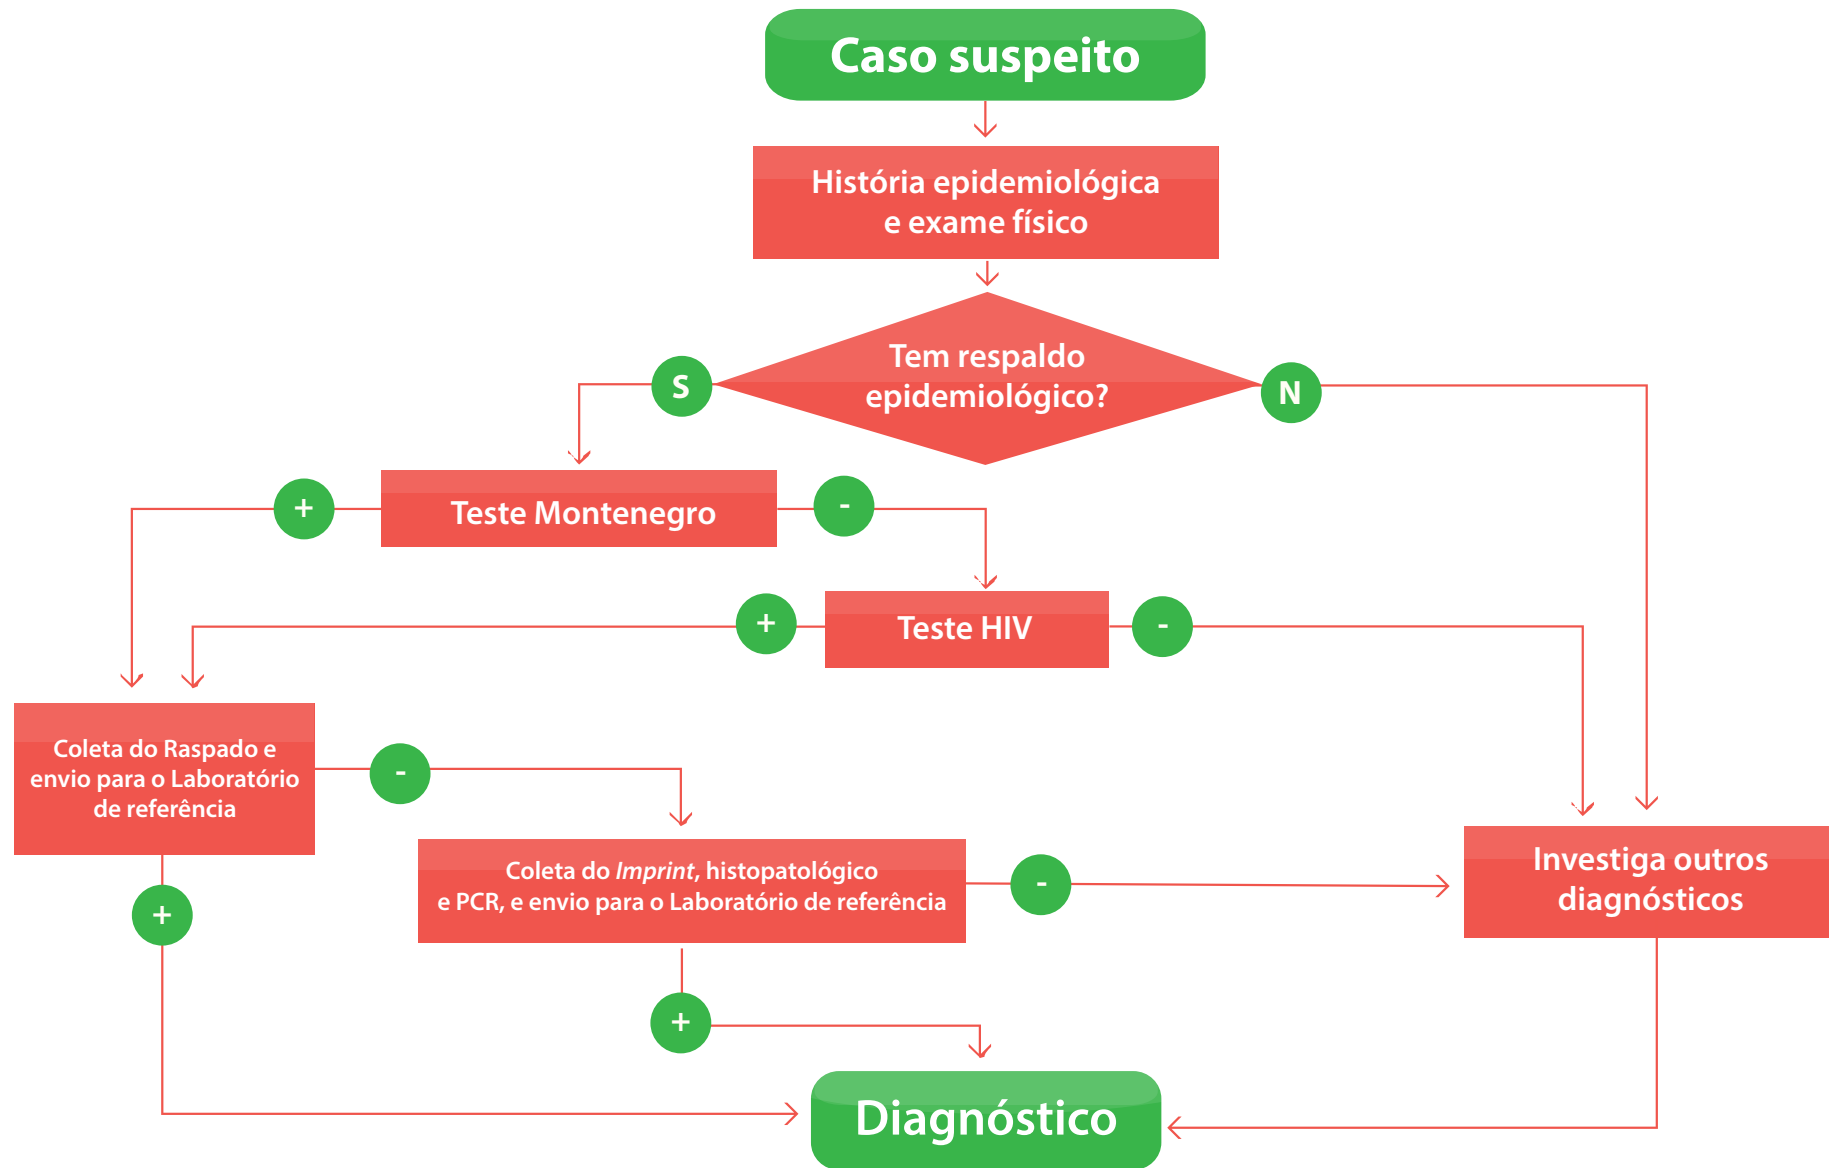 Caso suspeito
História epidemiológica
e exame físico
Tem respaldo
epidemiológico?
S
N
Teste Montenegro
+
-
Teste HIV
+
-
Coleta do Raspado e
envio para o Laboratório
de referência
-
+
Coleta do Imprint, histopatológico
e PCR, e envio para o Laboratório de referência
-
+
Investiga outros
diagnósticos
Diagnóstico